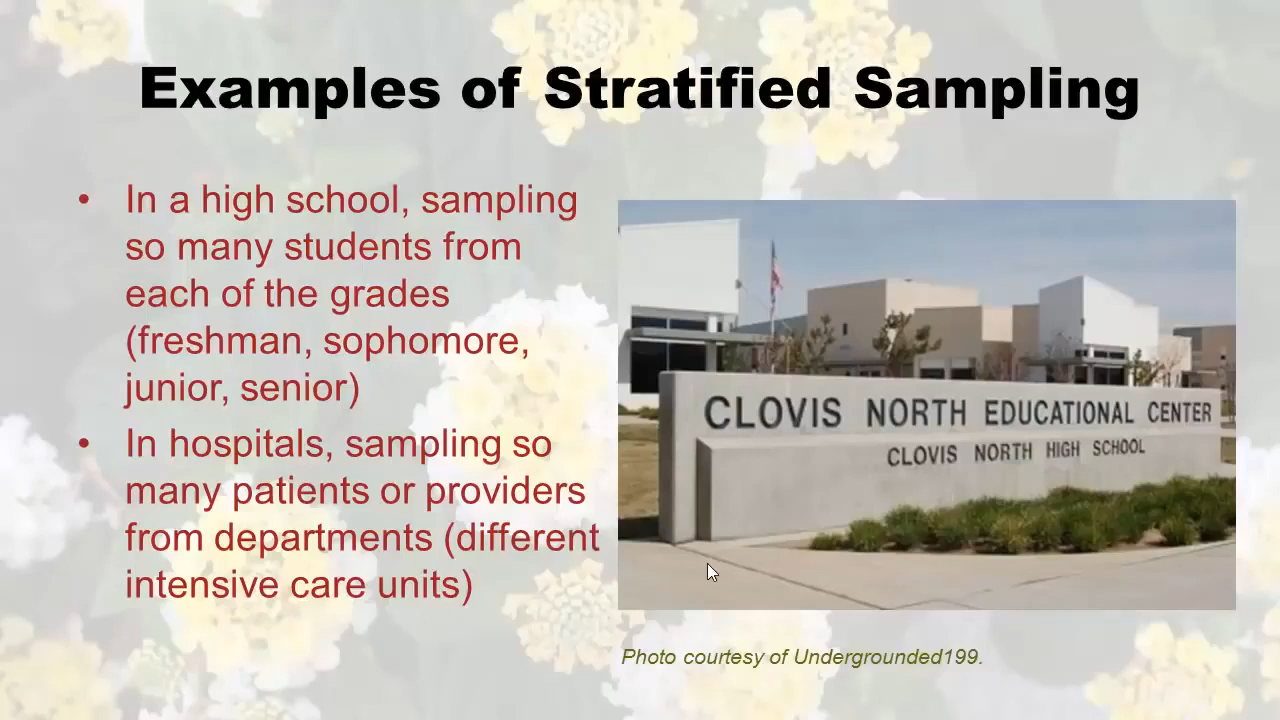 Examples of Stratified Sampling
• In a high school, sampling
so many students from
each of the grades
(freshman, sophomore,
junior, senior)
• In hospitals, sampling so
many patients or providers
from departments (different
intensive care units)
CLOVIS NORTH EDUCATIONAL CENTER
CLOVIS NORTH HIGH SCHOOL
Photo courtesy of Undergrounded199.